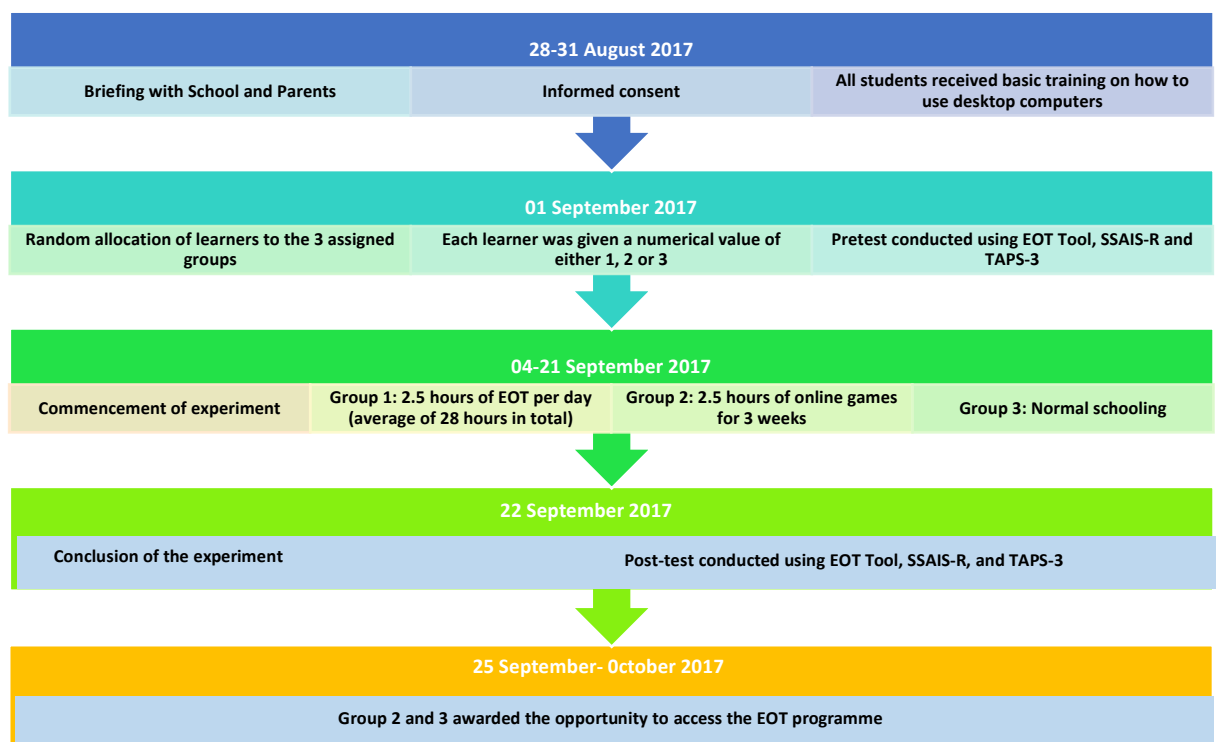 28-31 August 2017
Briefing with School and Parents
Informed consent
All students received basic training on how to
use desktop computers
01 September 2017
Random allocation of learners to the 3 assigned
groups
Each learner was given a numerical value of
either 1, 2 or 3
Pretest conducted using EOT Tool, SSAIS-R and
TAPS-3
04-21 September 2017
Commencement of experiment
Group 1: 2.5 hours of EOT per day
(average of 28 hours in total)
Group 2: 2.5 hours of online games
for 3 weeks
Group 3: Normal schooling
22 September 2017
Conclusion of the experiment
Post-test conducted using EOT Tool, SSAIS-R, and TAPS-3
25 September- 0ctober 2017
Group 2 and 3 awarded the opportunity to access the EOT programme